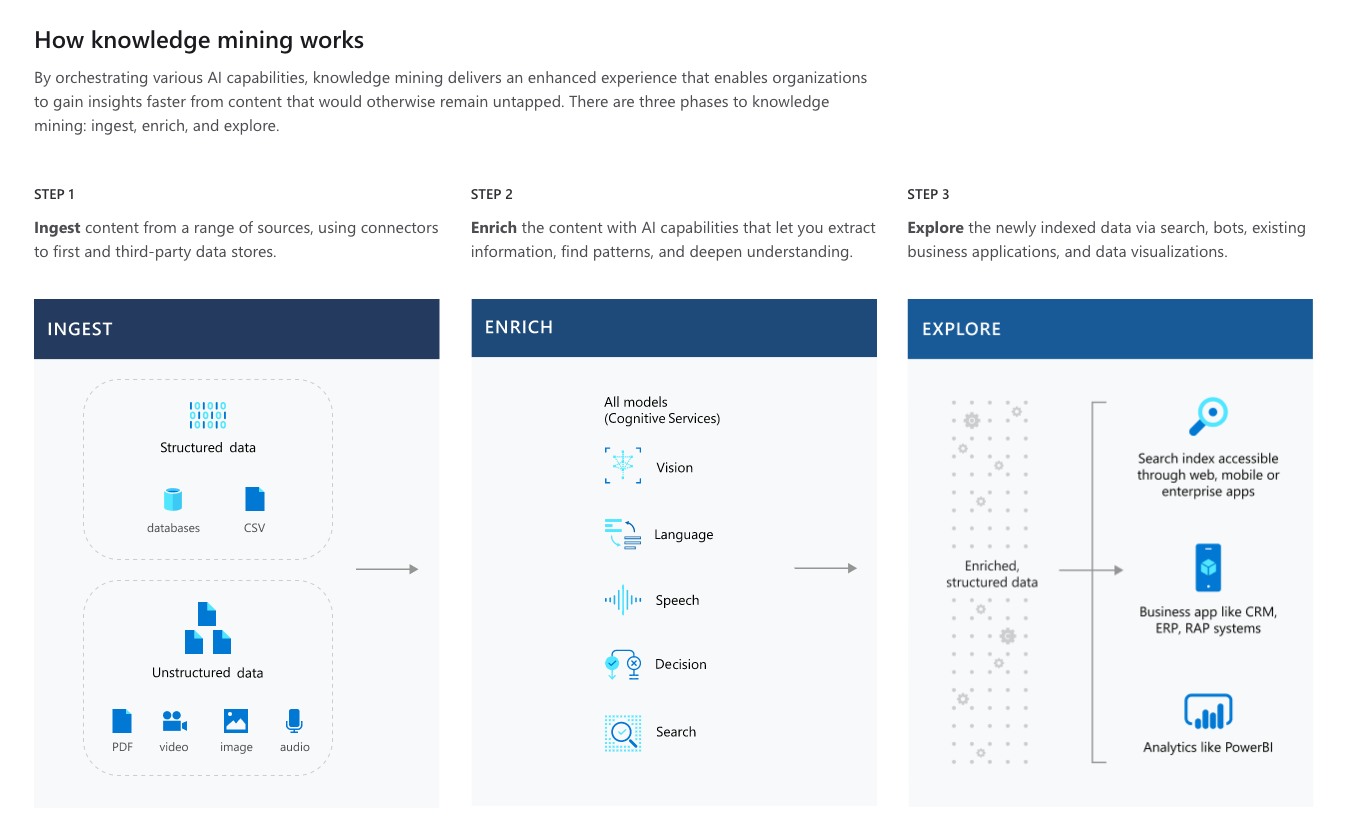 How knowledge mining works
By orchestrating various AI capabilities, knowledge mining delivers an enhanced experience that enables organizations
to gain insights faster from content that would otherwise remain untapped. There are three phases to knowledge
mining: ingest, enrich, and explore.
STEP 1
Ingest content from a range of sources, using connectors
to first and third-party data stores.
STEP 2
Enrich the content with AI capabilities that let you extract
information, find patterns, and deepen understanding.
STEP 3
Explore the newly indexed data via search, bots, existing
business applications, and data visualizations.
INGEST
01010
10101
Structured data
databases
CSV
Unstructured data
PDF
video
image
audio
ENRICH
All models
(Cognitive Services)
Vision
Language
Speech
Decision
Search
EXPLORE
Enriched,
structured data
Search index accessible
through web, mobile or
enterprise apps
Business app like CRM,
ERP, RAP systems
Analytics like PowerBI